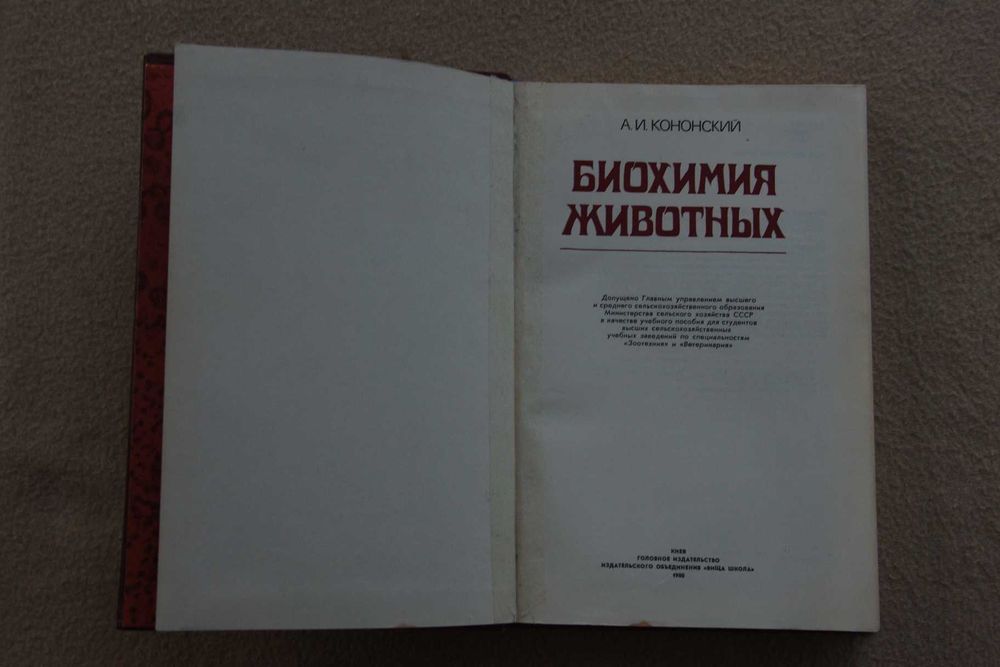 А. И. КОНОНСКИЙ
БИОХИМИЯ
ЖИВОТНЫХ
Допущено Главным управлением высшего
и среднего сельскохозяйственного образования
Министерства сельского хозяйства СССР
в качестве учебного пособия для студентов
высших сельскохозяйственных
учебных заведений по специальностям
«Зоотехния» и «Ветеринария»
КИЕВ
ГОЛОВНОЕ ИЗДАТЕЛЬСТВО
ИЗДАТЕЛЬСКОГО ОБЪЕДИНЕНИЯ «ВИЩА ШКОЛА»
1980